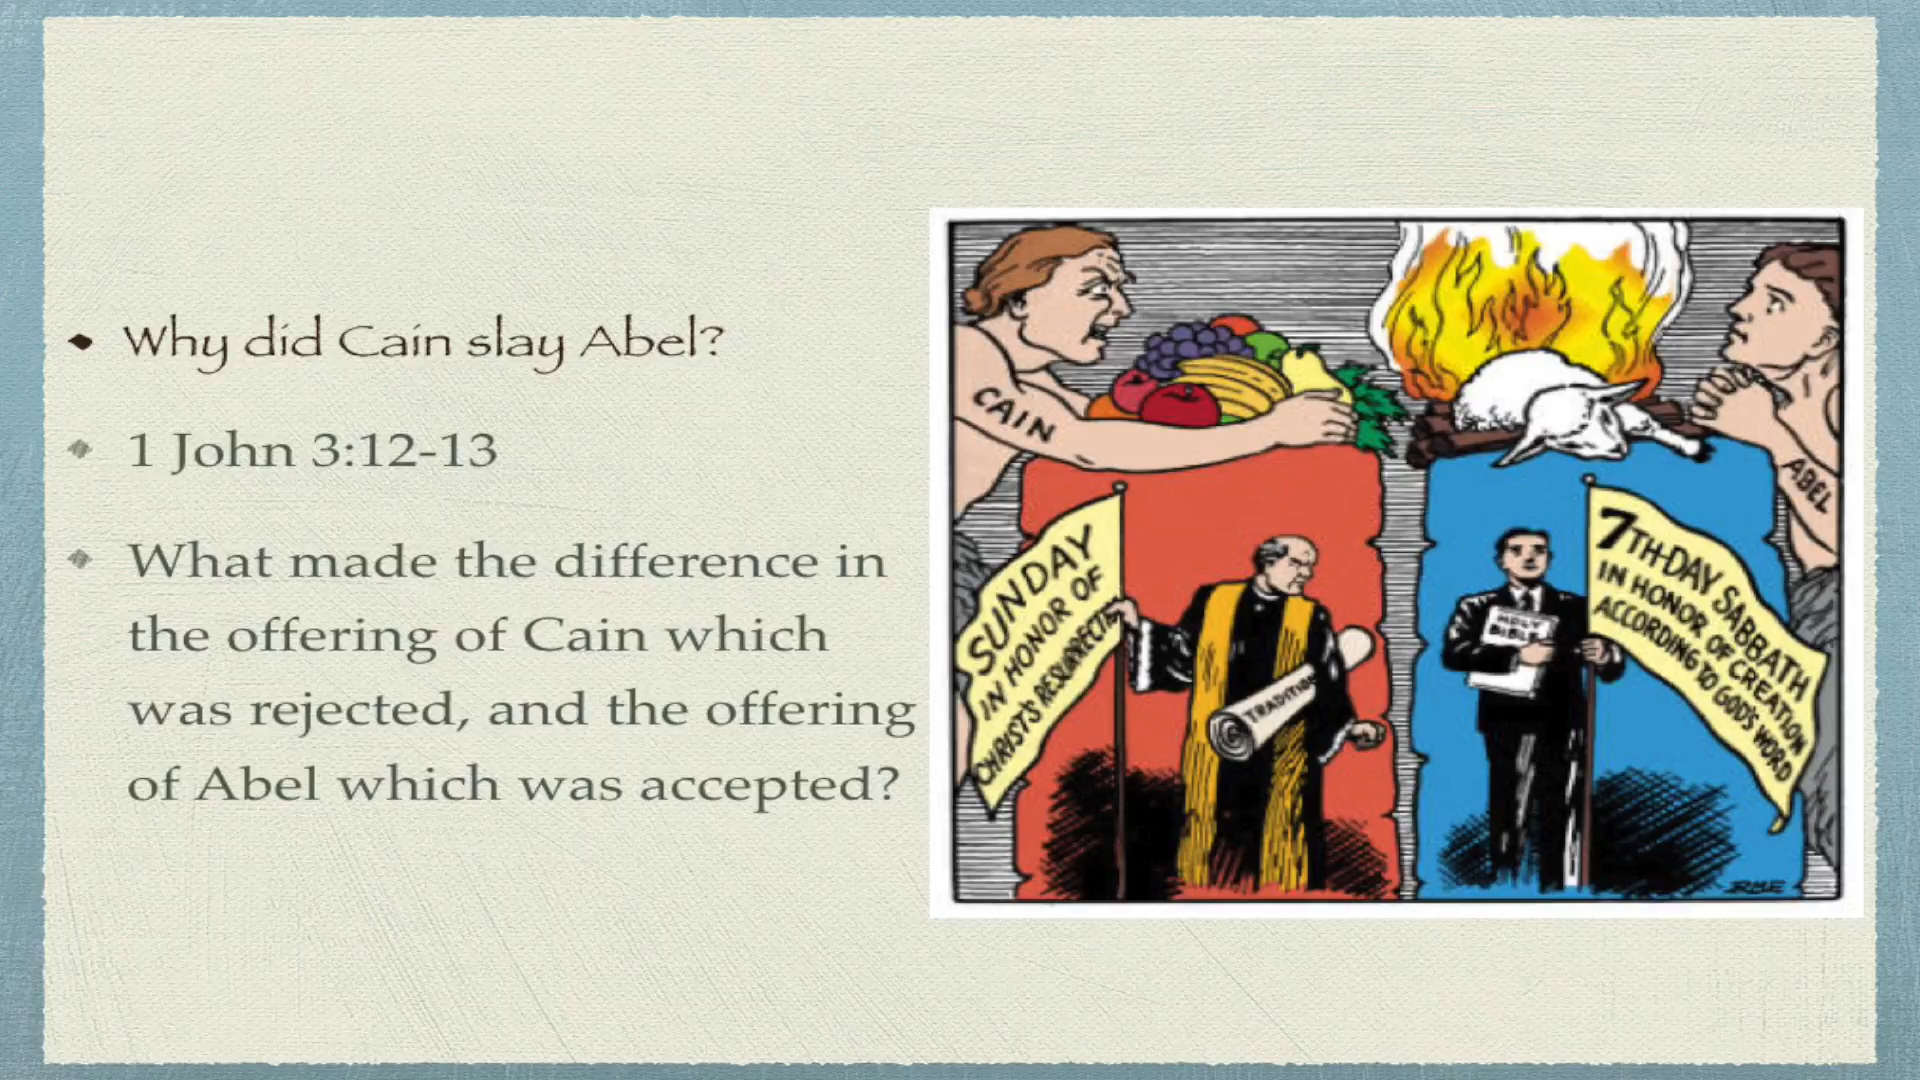 Why did Cain slay Abel?
1 John 3:12-13
What made the difference in
the offering of Cain which
was rejected, and the offering
of Abel which was accepted?
CAIN
ABEL
SUNDAY
IN HONOR OF
CHRIST'S RESURRECTION
TRADITION
HOLY
BIBLE
7TH-DAY SABBATH
IN HONOR OF CREATION
ACCORDING TO GOD'S WORD